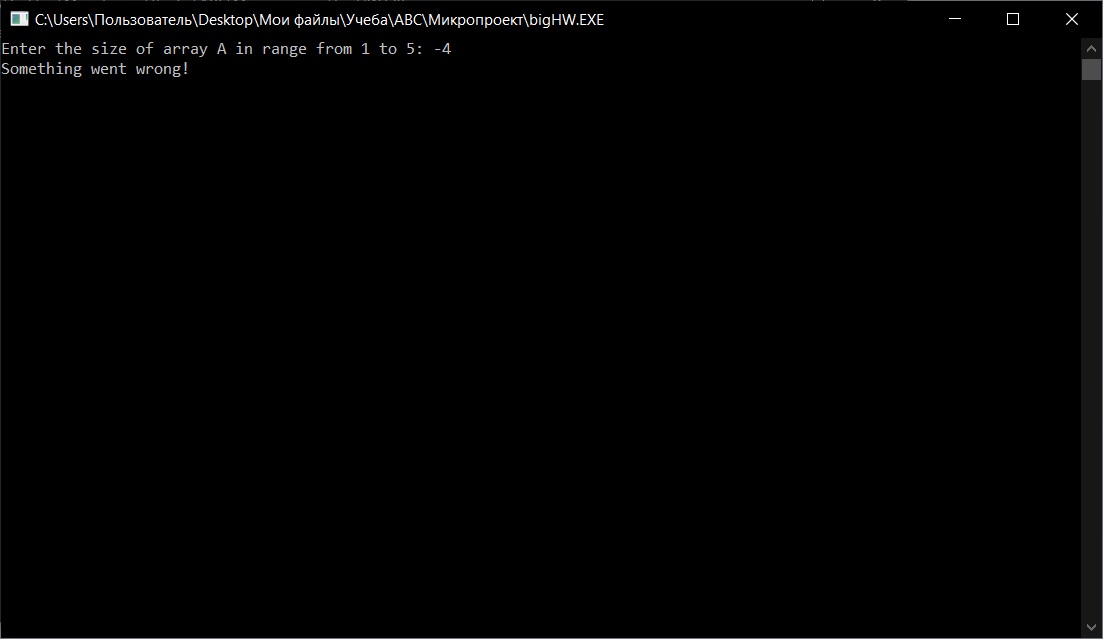 C:\Users\Пользователь\Desktop\Мои файлы\Учеба\АВС\Микропроект\bigHW.EXE
Enter the size of array A in range from 1 to 5: -4
Something went wrong!